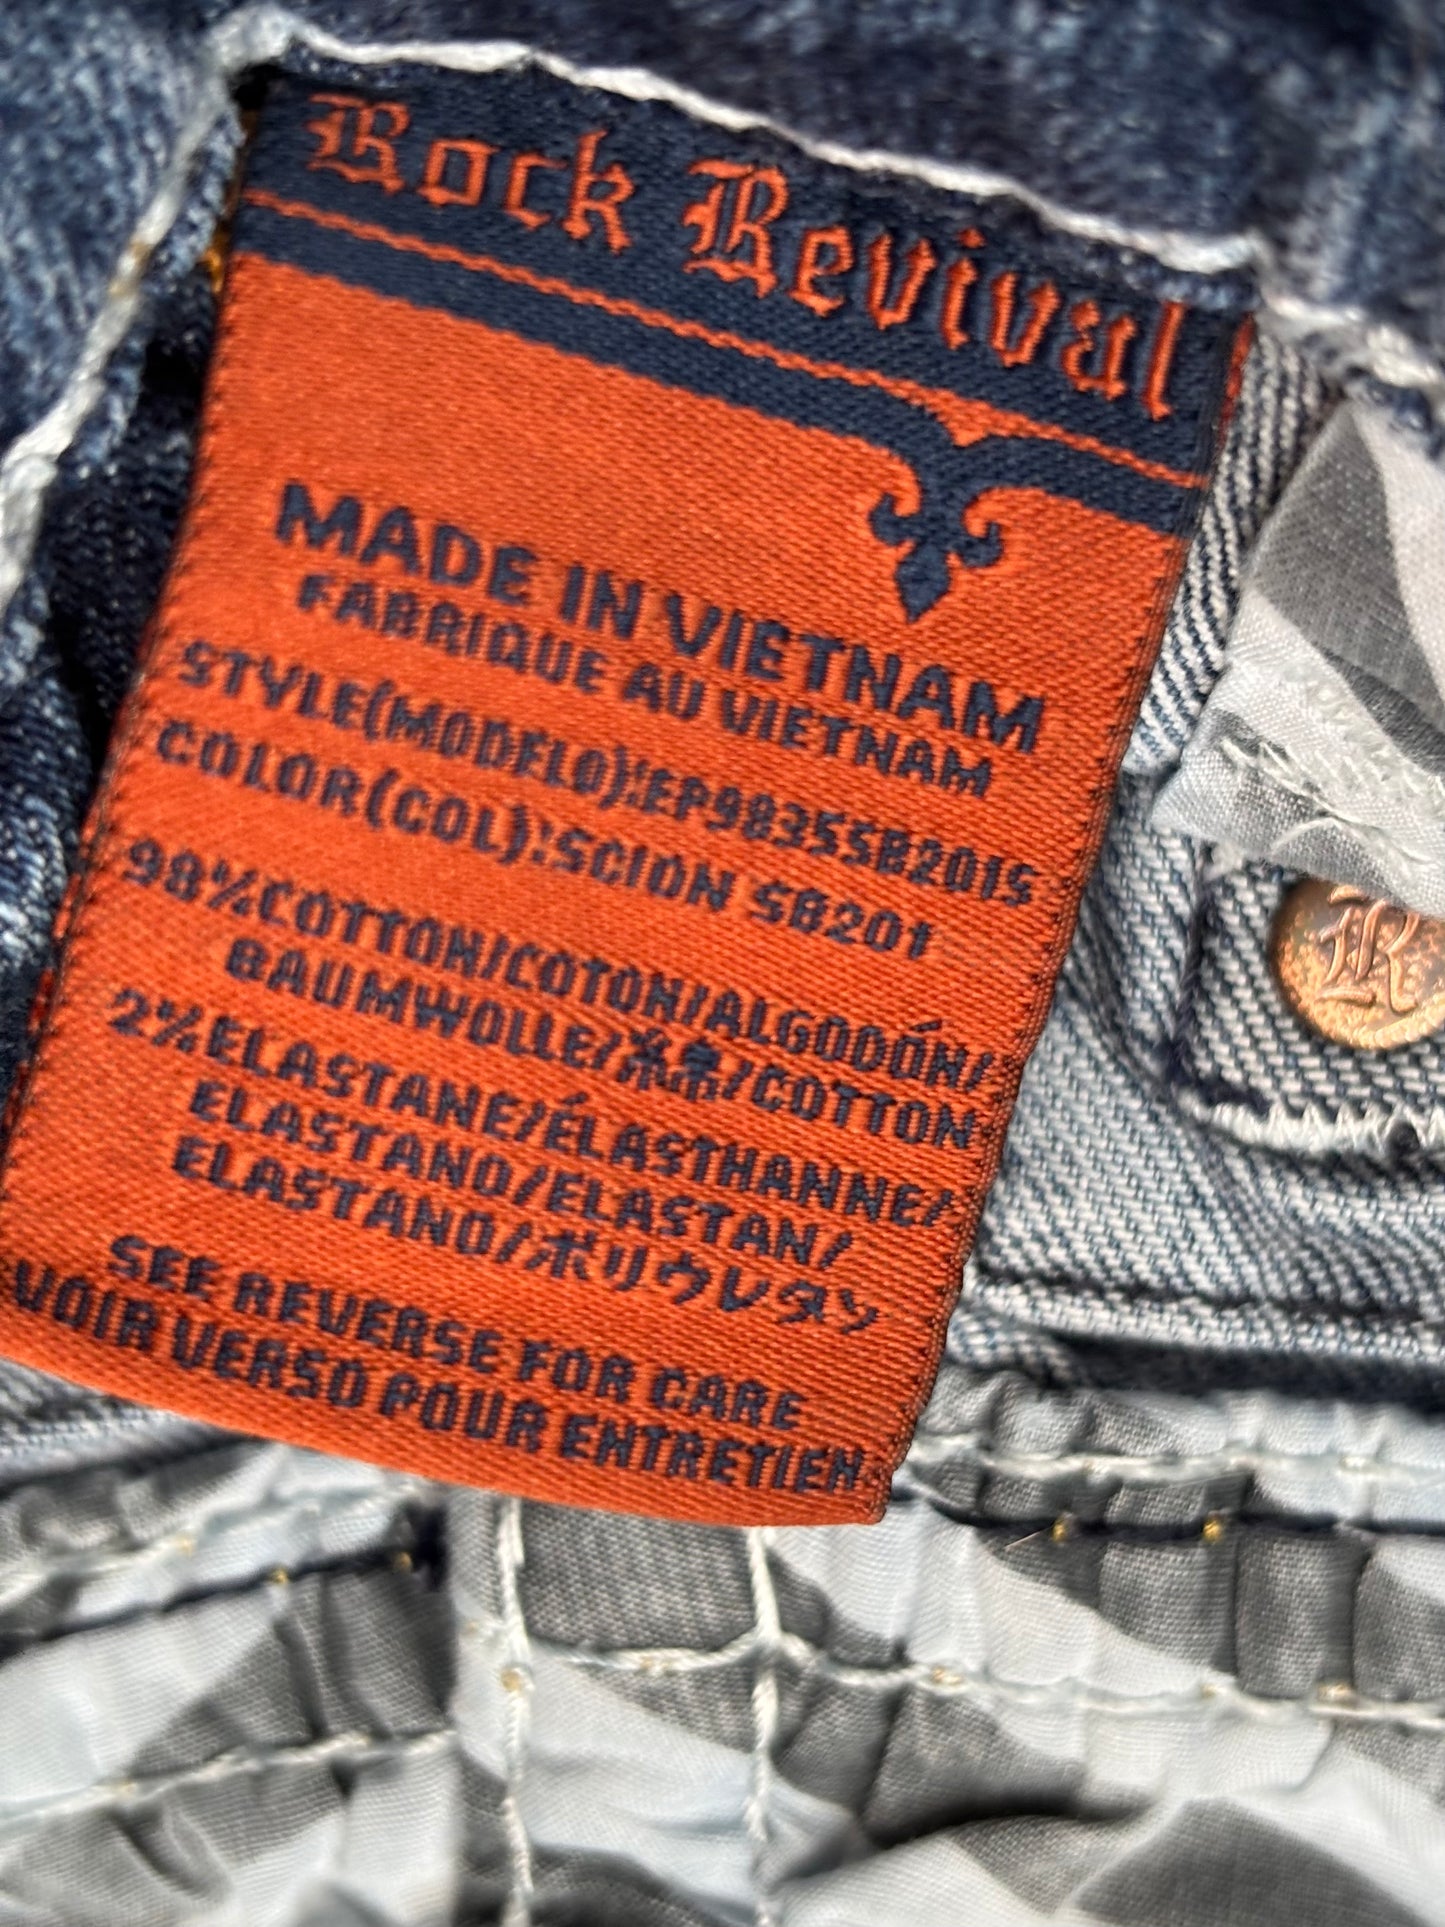 Rock Revival
MADE IN VIETNAM
FABRIQUE AU VIETNAM
STYLE(MODELO):EP9835SB201S
COLOR(COL):SCION SB201
98%COTTON/COTON/ALGODÓN/
BAUMWOLLE/綿/COTTON
2%ELASTANE/ÉLASTHANNE/
ELASTANO/ELASTAN/
ELASTANO/ポリウレタン
SEE REVERSE FOR CARE
VOIR VERSO POUR ENTRETIEN
R